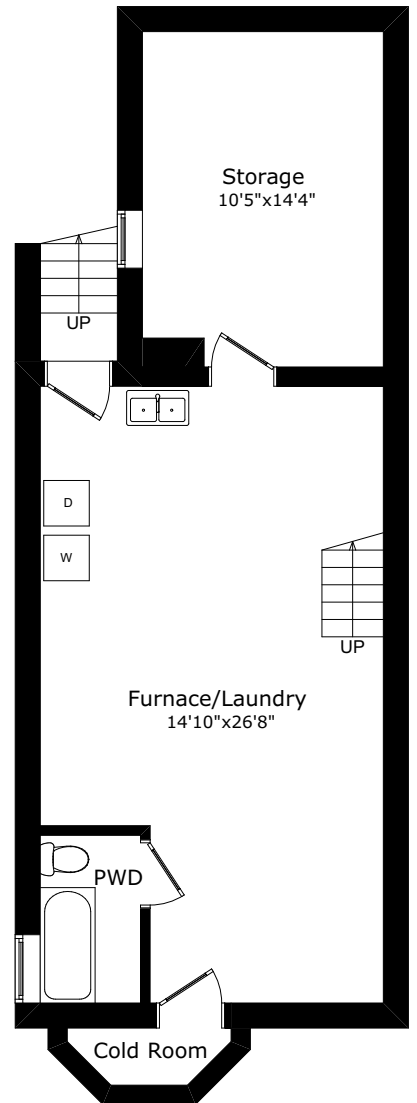 Storage
10'5"x14'4"
UP
D
W
UP
Furnace/Laundry
14'10"x26'8"
PWD
Cold Room